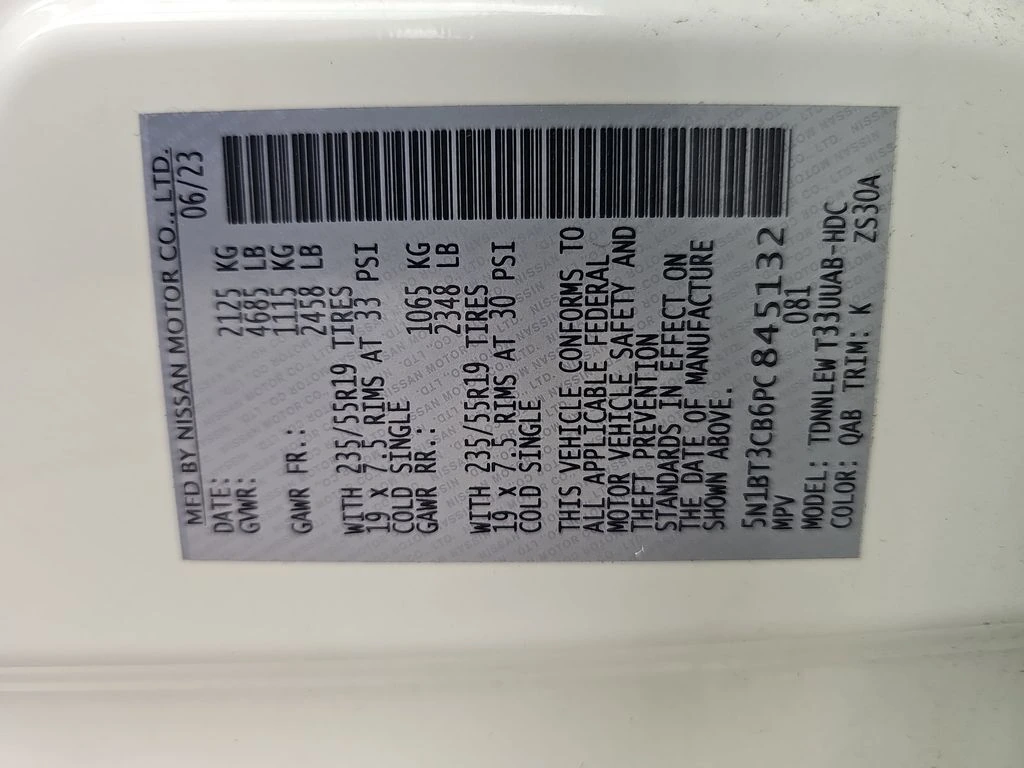 MFD BY NISSAN MOTOR CO., LTD.
DATE: 06/23
GVWR: 2125 KG
4685 LB
GAWR FR.: 1115 KG
2458 LB
WITH 235/55R19 TIRES
19 x 7.5 RIMS AT 33 PSI
COLD SINGLE
GAWR RR.: 1065 KG
2348 LB
WITH 235/55R19 TIRES
19 x 7.5 RIMS AT 30 PSI
COLD SINGLE
THIS VEHICLE CONFORMS TO
ALL APPLICABLE FEDERAL
MOTOR VEHICLE SAFETY AND
THEFT PREVENTION
STANDARDS IN EFFECT ON
THE DATE OF MANUFACTURE
SHOWN ABOVE.
5N1BT3CB6PC845132
MPV 081
MODEL: TDNNLEW T33UUAB-HDC
COLOR: QAB TRIM: K ZS30A